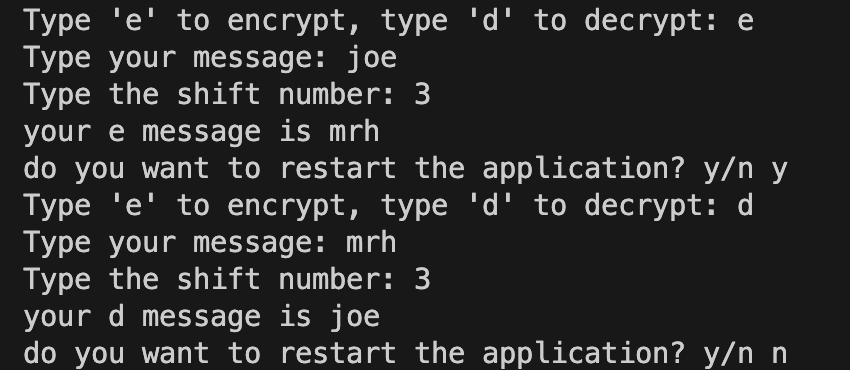 Type 'e' to encrypt, type 'd' to decrypt: e
Type your message: joe
Type the shift number: 3
your e message is mrh
do you want to restart the application? y/n y
Type 'e' to encrypt, type 'd' to decrypt: d
Type your message: mrh
Type the shift number: 3
your d message is joe
do you want to restart the application? y/n n